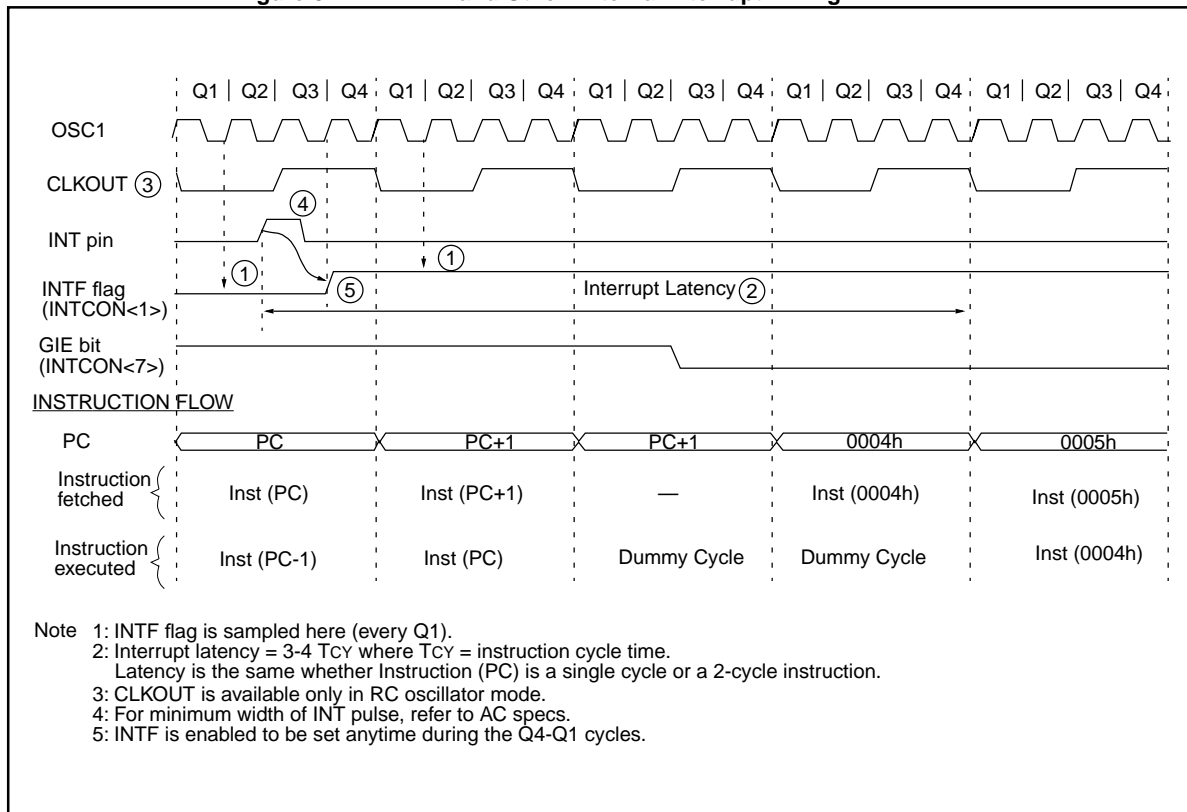 Q1 | Q2 | Q3 | Q4 Q1 | Q2 | Q3 | Q4 Q1 | Q2 | Q3 | Q4 Q1 | Q2 | Q3 | Q4 Q1 | Q2 | Q3 | Q4
OSC1
CLKOUT 3
4
INT pin
1
1
INTF flag
(INTCON<1>)
5
Interrupt Latency 2
GIE bit
(INTCON<7>)
INSTRUCTION FLOW
PC PC PC+1 PC+1 0004h 0005h
Instruction
fetched
Inst (PC) Inst (PC+1) — Inst (0004h) Inst (0005h)
Instruction
executed
Inst (PC-1) Inst (PC) Dummy Cycle Dummy Cycle Inst (0004h)
Note 1: INTF flag is sampled here (every Q1).
2: Interrupt latency = 3-4 TCY where TCY = instruction cycle time.
Latency is the same whether Instruction (PC) is a single cycle or a 2-cycle instruction.
3: CLKOUT is available only in RC oscillator mode.
4: For minimum width of INT pulse, refer to AC specs.
5: INTF is enabled to be set anytime during the Q4-Q1 cycles.